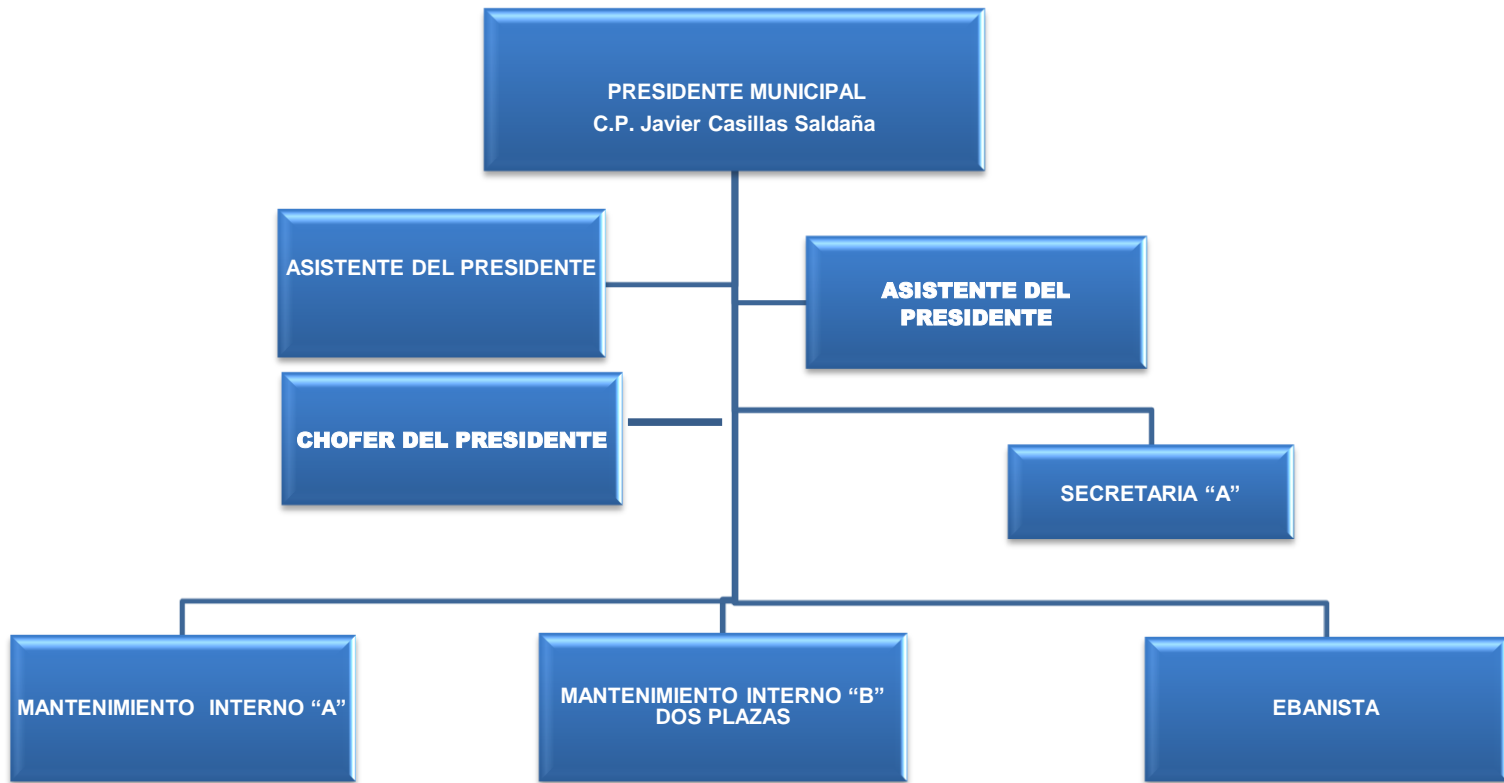 PRESIDENTE MUNICIPAL
C.P. Javier Casillas Saldaña
ASISTENTE DEL PRESIDENTE
ASISTENTE DEL
PRESIDENTE
CHOFER DEL PRESIDENTE
SECRETARIA “A”
MANTENIMIENTO INTERNO “A”
MANTENIMIENTO INTERNO “B”
DOS PLAZAS
EBANISTA